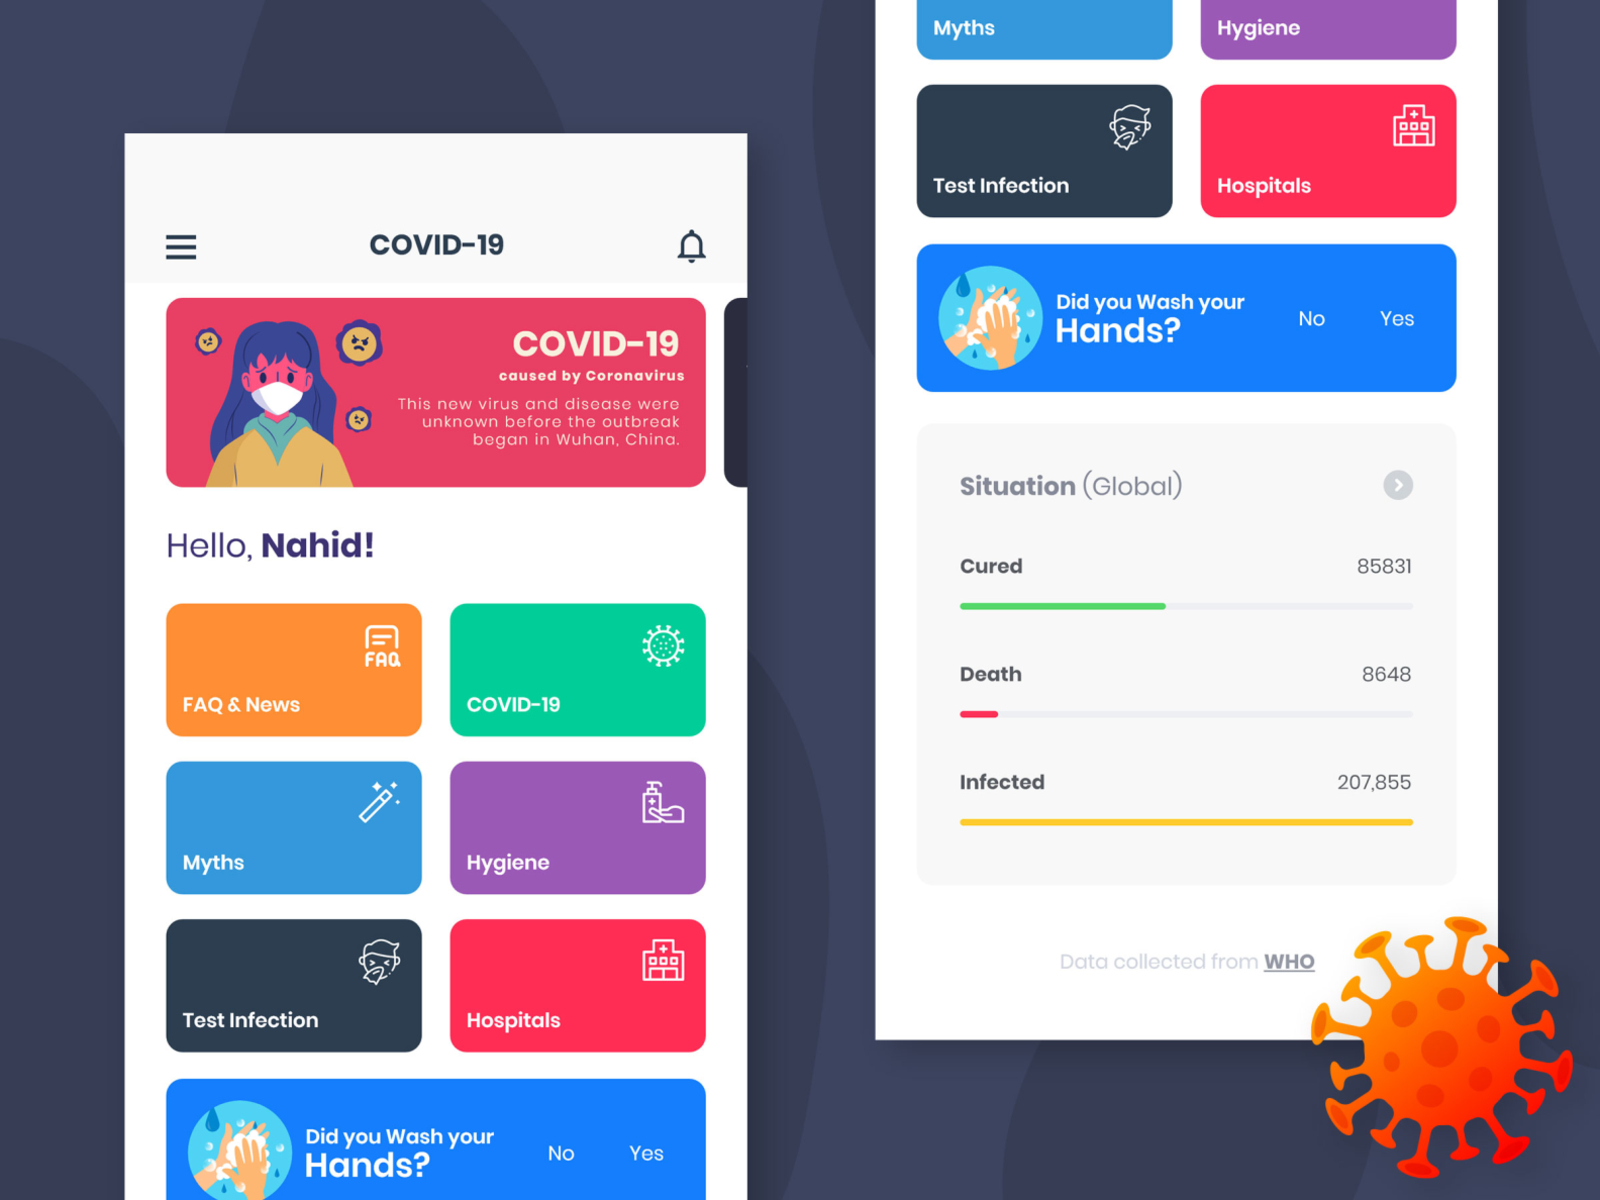 COVID-19
COVID-19
caused by Coronavirus
This new virus and disease were
unknown before the outbreak
began in Wuhan, China.
Hello, Nahid!
FAQ
FAQ & News
COVID-19
Myths
Hygiene
Test Infection
Hospitals
Did you Wash your
Hands?
No
Yes
Myths
Hygiene
Test Infection
Hospitals
Did you Wash your
Hands?
No
Yes
Situation (Global)
Cured 85831
Death 8648
Infected 207,855
Data collected from WHO